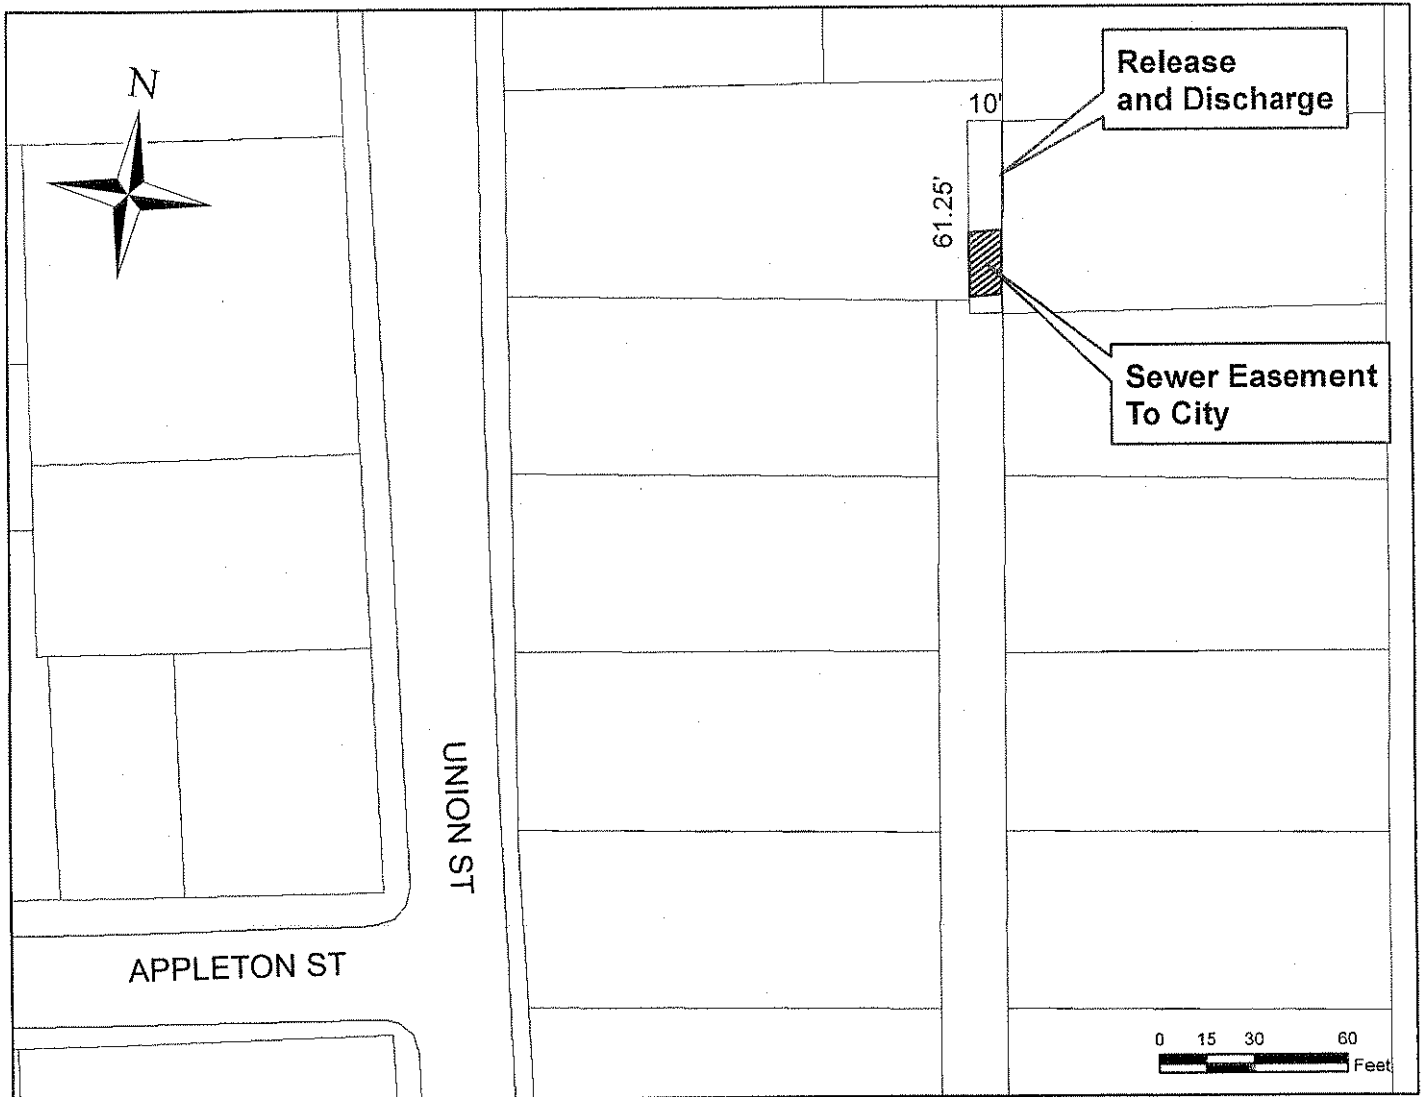 N
Release
and Discharge
10'
61.25'
Sewer Easement
To City
UNION ST
APPLETON ST
0 15 30 60
Feet